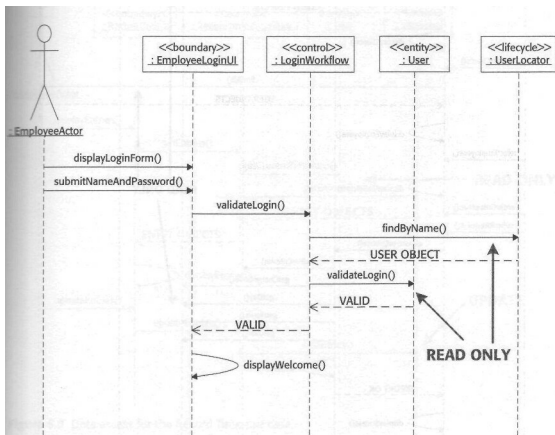 <<boundary>>
: EmployeeLoginUI
<<control>>
: LoginWorkflow
<<entity>>
: User
<<lifecycle>>
: UserLocator
: EmployeeActor
displayLoginForm()
submitNameAndPassword()
validateLogin()
findByName()
USER OBJECT
validateLogin()
VALID
VALID
READ ONLY
displayWelcome()